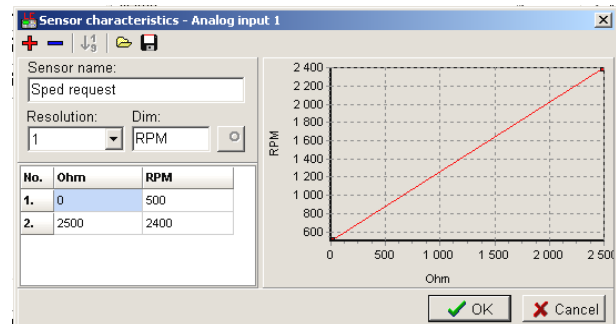 Sensor characteristics - Analog input 1
Sensor name:
Sped request
Resolution: Dim:
1 RPM
No. Ohm RPM
1. 0 500
2. 2500 2400
2 400
2 200
2 000
1 800
1 600
1 400
1 200
1 000
800
600
RPM
0 500 1 000 1 500 2 000 2 500
Ohm
OK Cancel